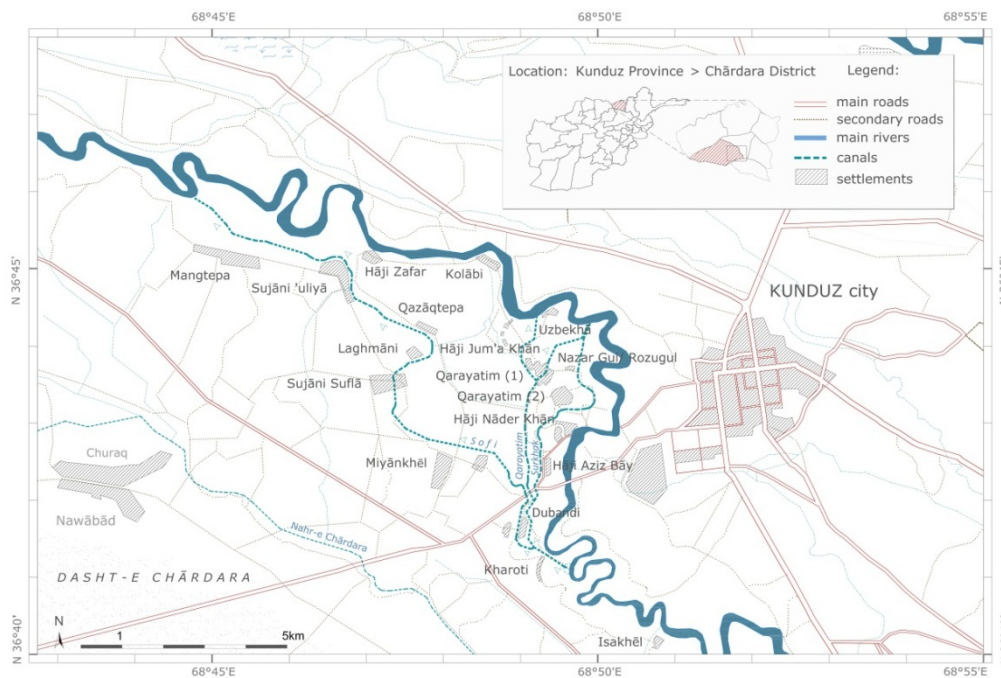 68°45'E
68°50'E
68°55'E
Location: Kunduz Province > Chārdara District
Legend:
main roads
secondary roads
main rivers
canals
settlements
N 36°45'
Mangtepa
Sujāni 'uliyā
Hāji Zafar
Kolābi
KUNDUZ city
Qazāqtepa
Uzbekhā
Laghmāni
Hāji Jum'a Khān
Nazar Gul/ Rozugul
Sujāni Suflā
Qarayatim (1)
Qarayatim (2)
Hāji Nāder Khān
Sofi
Qarayatim
Surkhak
Churaq
Miyānkhēl
Hāji Aziz Bāy
Nawābād
Dubandi
Nahr-e Chārdara
Kharoti
DASHT-E CHĀRDARA
N
1
5km
Isakhēl
N 36°40'
68°45'E
68°50'E
68°55'E